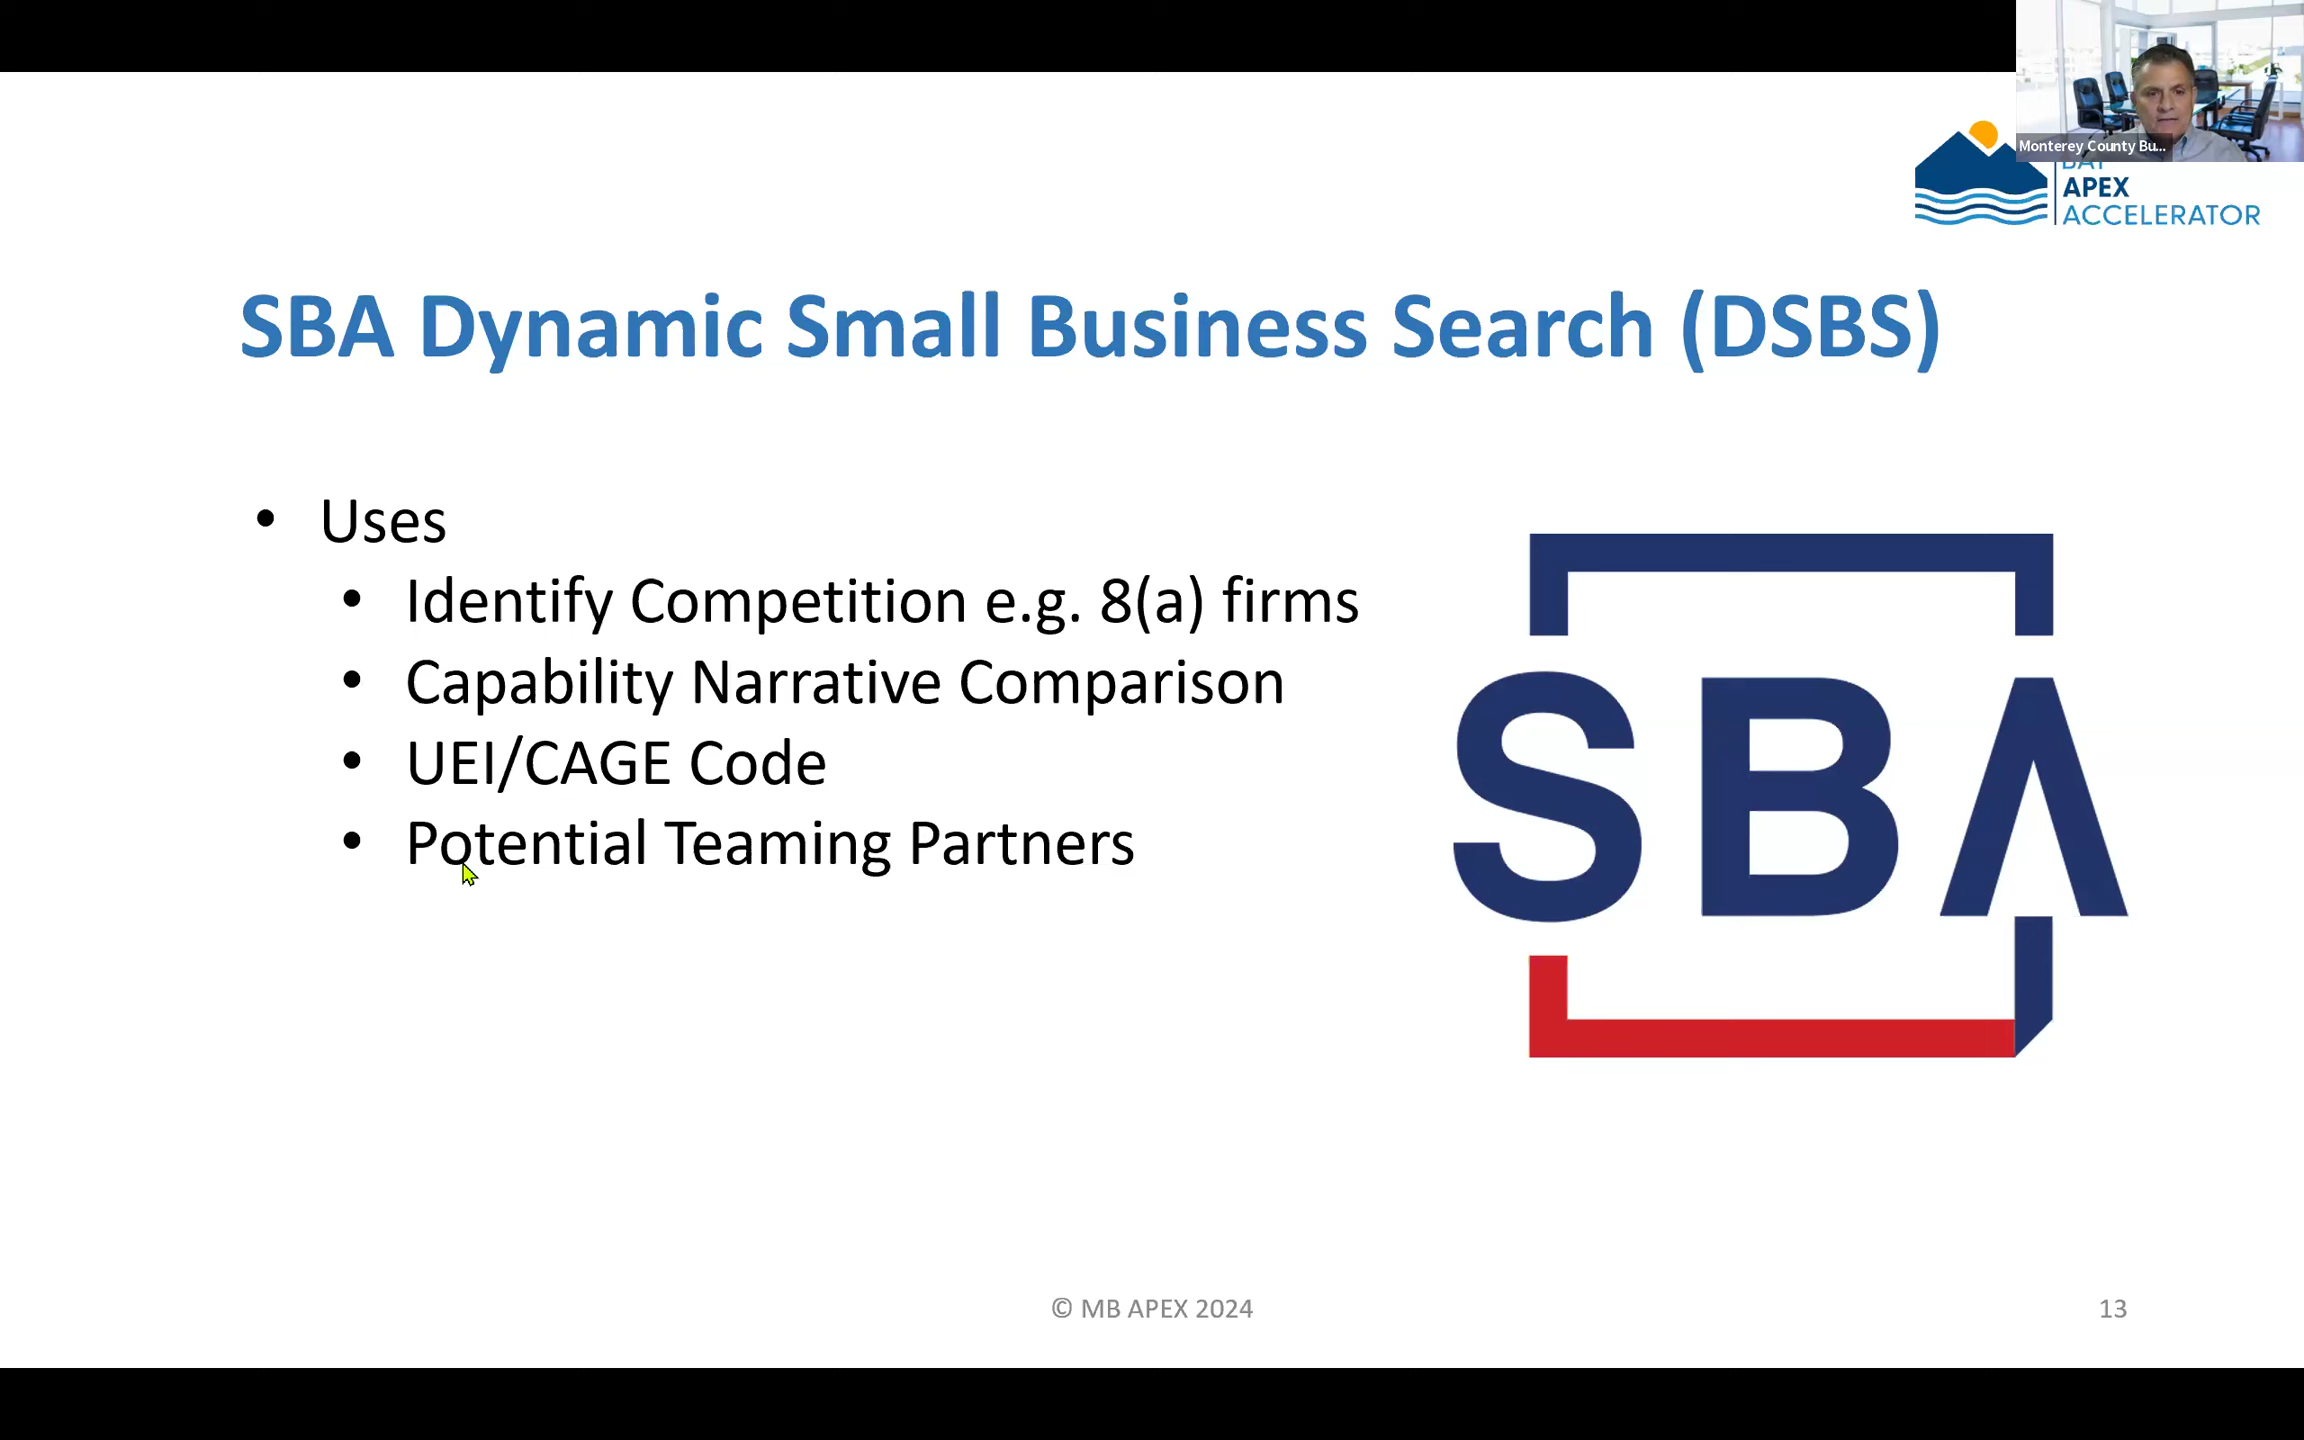 Monterey County Bu...
BAY
APEX
ACCELERATOR
SBA Dynamic Small Business Search (DSBS)
• Uses
• Identify Competition e.g. 8(a) firms
• Capability Narrative Comparison
• UEI/CAGE Code
• Potential Teaming Partners
SBA
© MB APEX 2024
13